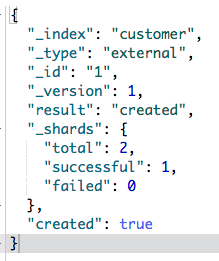 {
  "_index": "customer",
  "_type": "external",
  "_id": "1",
  "_version": 1,
  "result": "created",
  "_shards": {
    "total": 2,
    "successful": 1,
    "failed": 0
  },
  "created": true
}